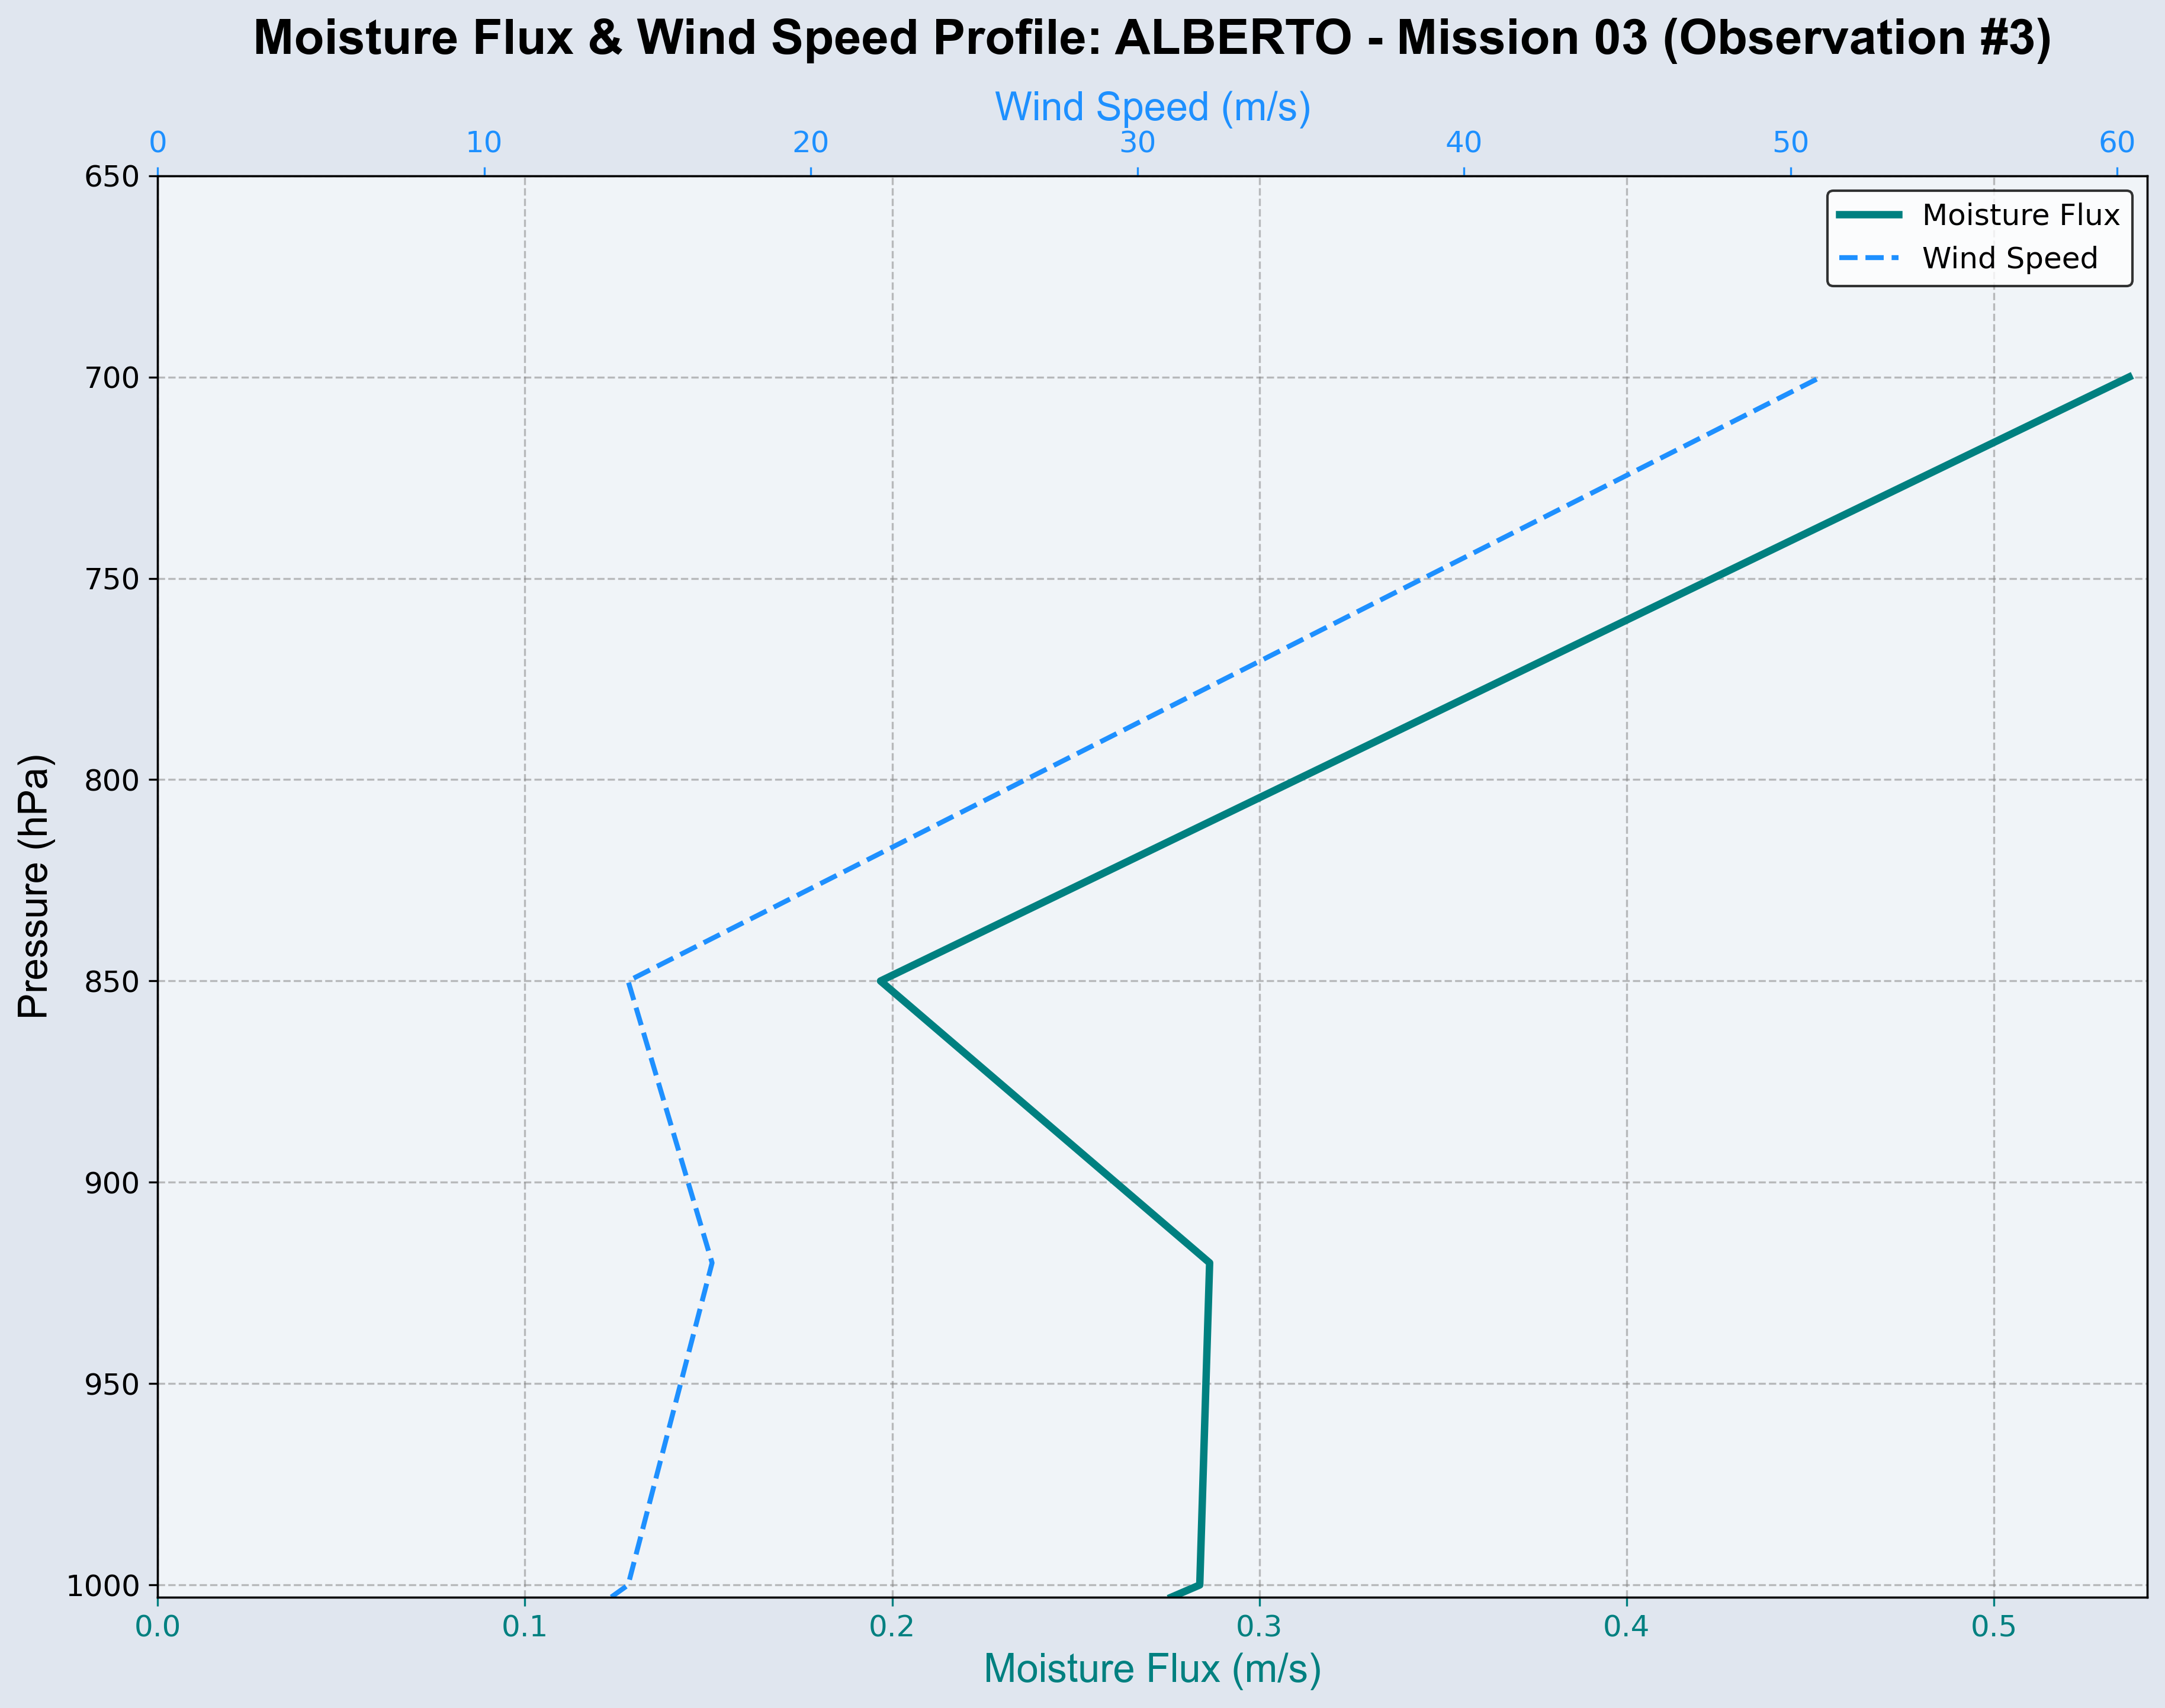 Moisture Flux & Wind Speed Profile: ALBERTO - Mission 03 (Observation #3)
Wind Speed (m/s)
0 10 20 30 40 50 60
Moisture Flux
Wind Speed
Pressure (hPa)
650
700
750
800
850
900
950
1000
0.0 0.1 0.2 0.3 0.4 0.5
Moisture Flux (m/s)